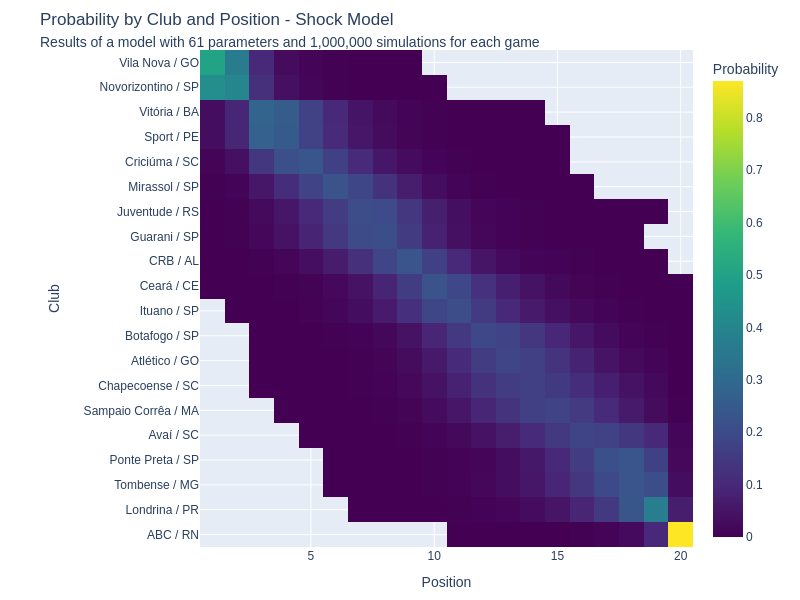 Probability by Club and Position - Shock Model
Results of a model with 61 parameters and 1,000,000 simulations for each game
Probability
Vila Nova / GO
Novorizontino / SP
Vitória / BA
Sport / PE
Criciúma / SC
Mirassol / SP
Juventude / RS
Guarani / SP
CRB / AL
Ceará / CE
Ituano / SP
Botafogo / SP
Atlético / GO
Chapecoense / SC
Sampaio Corrêa / MA
Avaí / SC
Ponte Preta / SP
Tombense / MG
Londrina / PR
ABC / RN
Club
5
10
15
20
Position
0.8
0.7
0.6
0.5
0.4
0.3
0.2
0.1
0